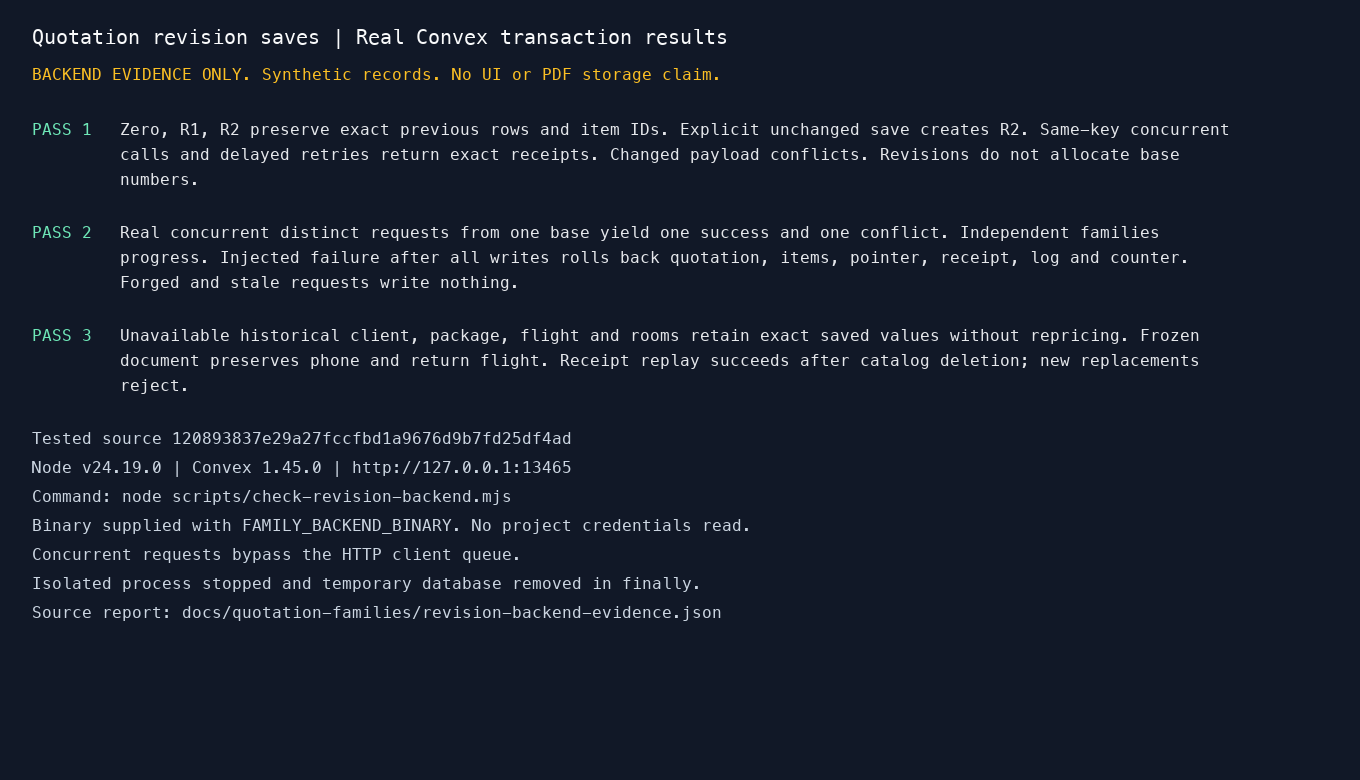 Quotation revision saves | Real Convex transaction results
BACKEND EVIDENCE ONLY. Synthetic records. No UI or PDF storage claim.
PASS 1 Zero, R1, R2 preserve exact previous rows and item IDs. Explicit unchanged save creates R2. Same-key concurrent
calls and delayed retries return exact receipts. Changed payload conflicts. Revisions do not allocate base
numbers.
PASS 2 Real concurrent distinct requests from one base yield one success and one conflict. Independent families
progress. Injected failure after all writes rolls back quotation, items, pointer, receipt, log and counter.
Forged and stale requests write nothing.
PASS 3 Unavailable historical client, package, flight and rooms retain exact saved values without repricing. Frozen
document preserves phone and return flight. Receipt replay succeeds after catalog deletion; new replacements
reject.
Tested source 120893837e29a27fccfbd1a9676d9b7fd25df4ad
Node v24.19.0 | Convex 1.45.0 | http://127.0.0.1:13465
Command: node scripts/check-revision-backend.mjs
Binary supplied with FAMILY_BACKEND_BINARY. No project credentials read.
Concurrent requests bypass the HTTP client queue.
Isolated process stopped and temporary database removed in finally.
Source report: docs/quotation-families/revision-backend-evidence.json